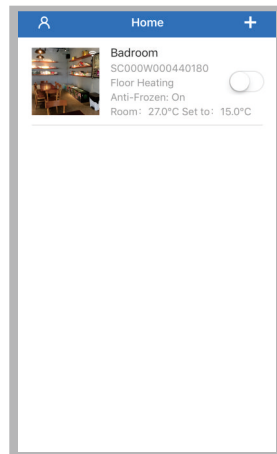 Home
Badroom
SC000W000440180
Floor Heating
Anti-Frozen: On
Room: 27.0°C Set to: 15.0°C